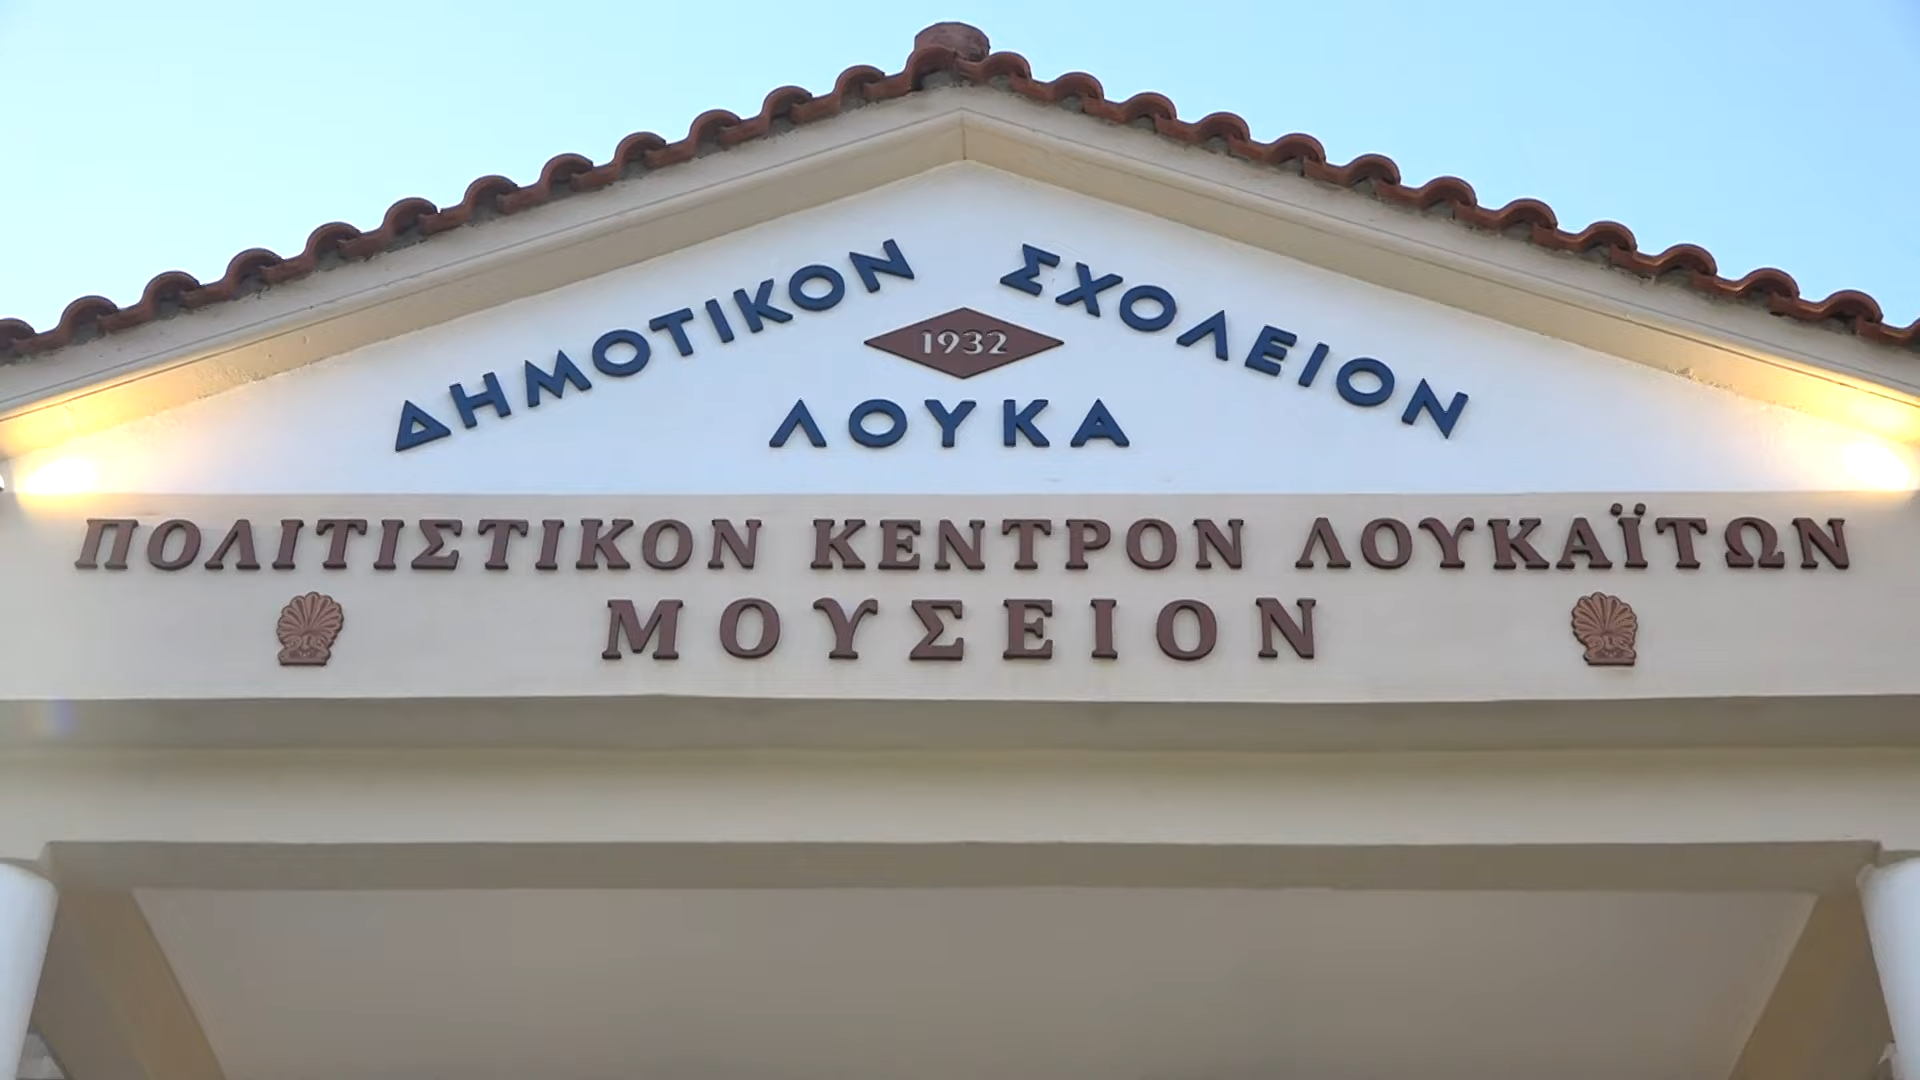 ΔΗΜΟΤΙΚΟΝ ΣΧΟΛΕΙΟΝ
1932
ΛΟΥΚΑ
ΠΟΛΙΤΙΣΤΙΚΟΝ ΚΕΝΤΡΟΝ ΛΟΥΚΑΪΤΩΝ
ΜΟΥΣΕΙΟΝ